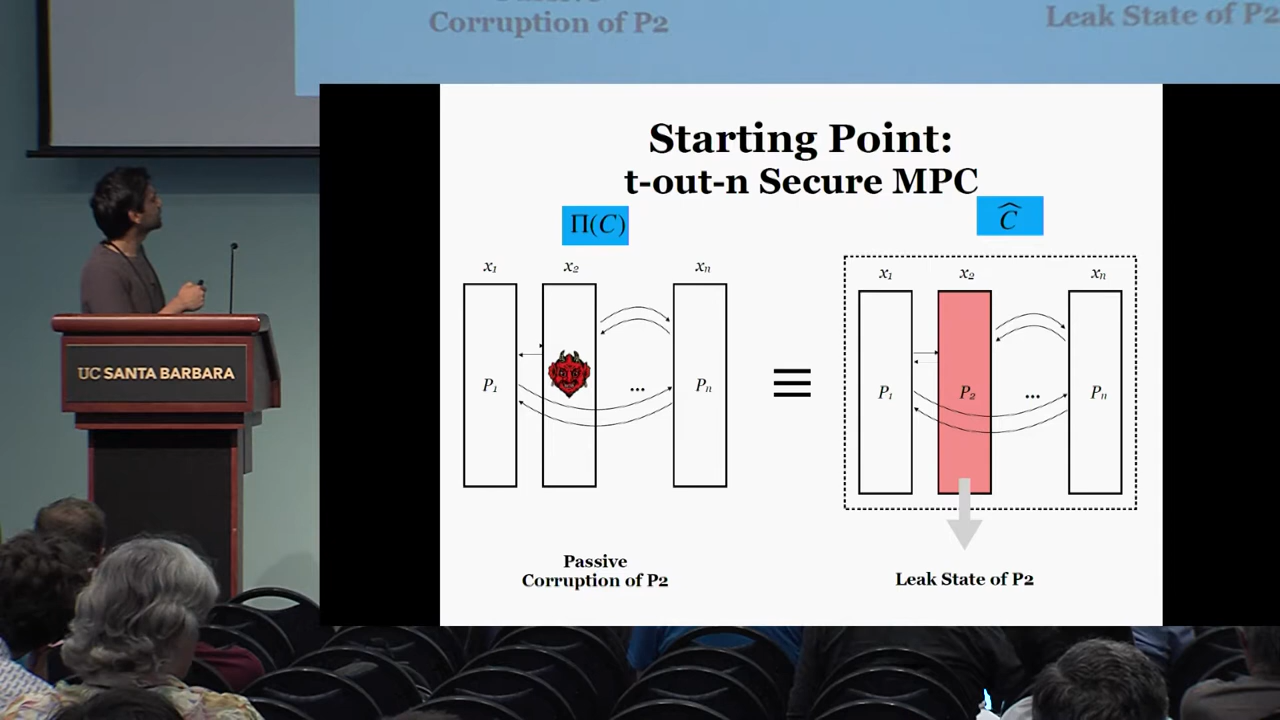 Corruption of P2
Leak State of P2
Starting Point:
t-out-n Secure MPC
Π(C)
Ĉ
x₁ x₂ xₙ
x₁ x₂ xₙ
P₁ ... Pₙ
P₁ P₂ ... Pₙ
≡
Passive
Corruption of P2
Leak State of P2
UC SANTA BARBARA